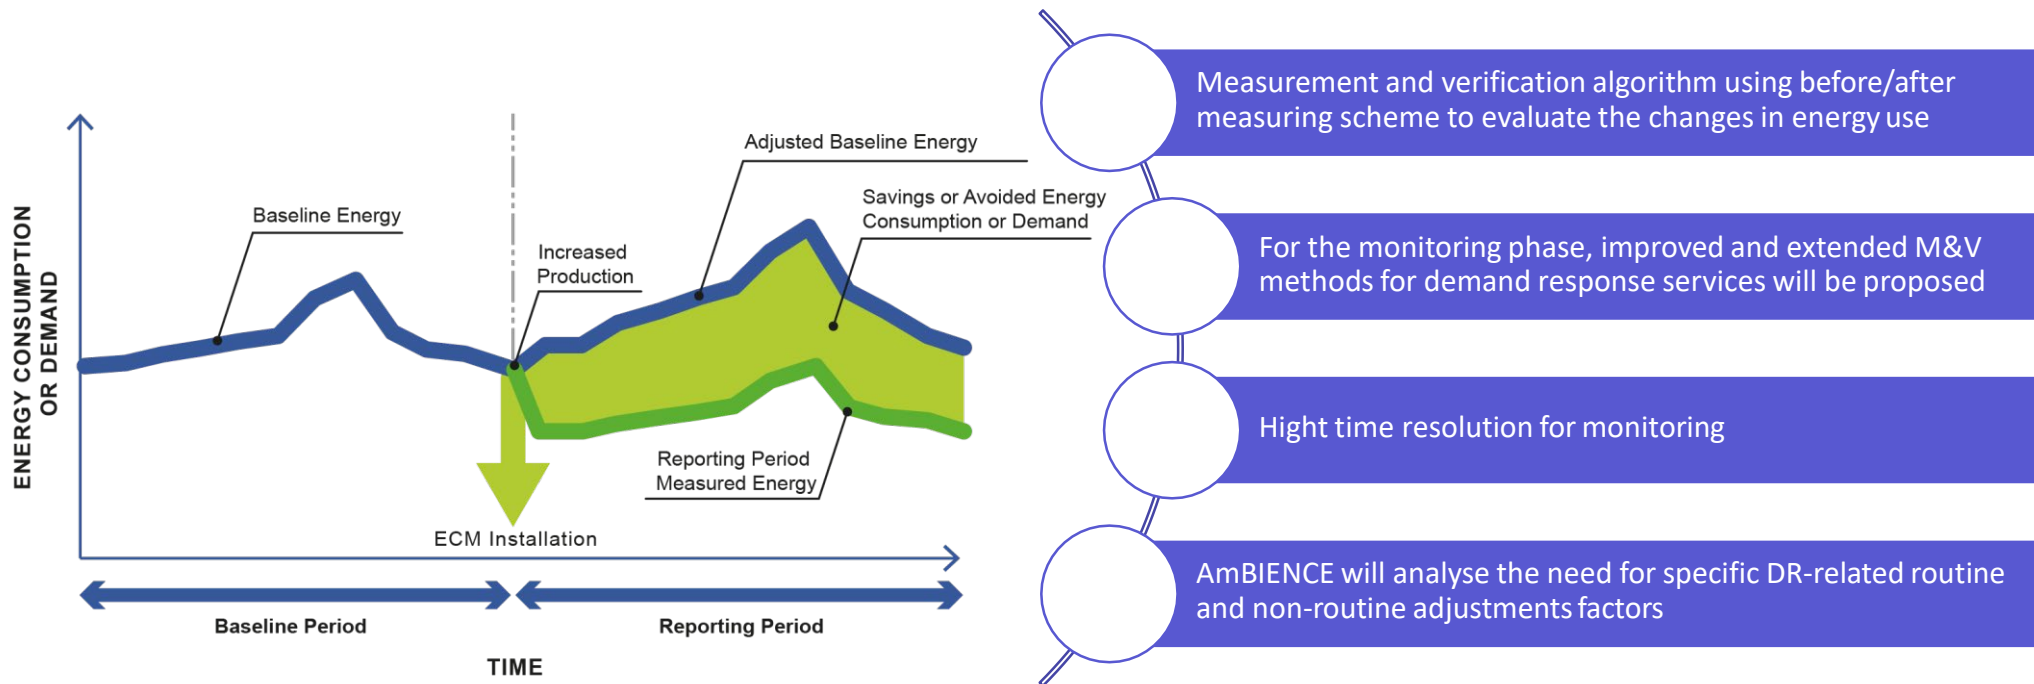 ENERGY CONSUMPTION
OR DEMAND
Baseline Energy
Increased
Production
Adjusted Baseline Energy
Savings or Avoided Energy
Consumption or Demand
Reporting Period
Measured Energy
ECM Installation
Baseline Period
Reporting Period
TIME
Measurement and verification algorithm using before/after
measuring scheme to evaluate the changes in energy use
For the monitoring phase, improved and extended M&V
methods for demand response services will be proposed
Hight time resolution for monitoring
AmBIENCE will analyse the need for specific DR-related routine
and non-routine adjustments factors